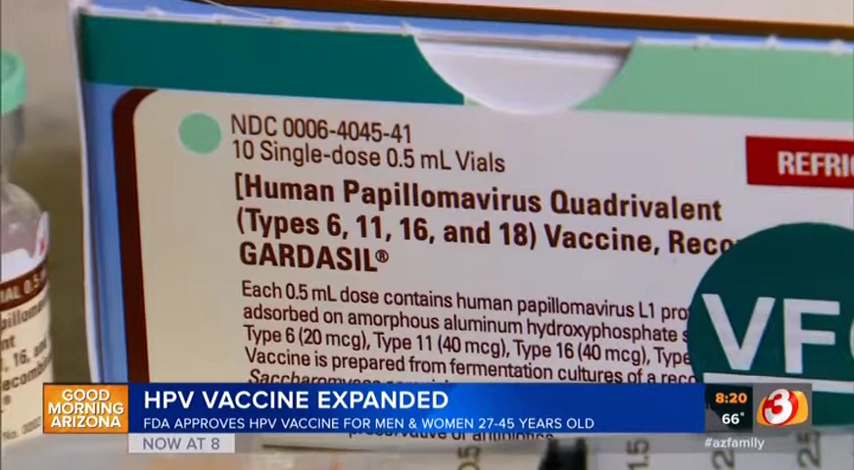 NDC 0006-4045-41
10 Single-dose 0.5 mL Vials
[Human Papillomavirus Quadrivalent
(Types 6, 11, 16, and 18) Vaccine,
GARDASIL®
Each 0.5 mL dose contains human papillomavirus L1
adsorbed on amorphous aluminum hydroxyphosphate
Type 6 (20 mcg), Type 11 (40 mcg), Type 16 (40 mcg), Type
Vaccine is prepared from fermentation cultures of a
HPV VACCINE EXPANDED
FDA APPROVES HPV VACCINE FOR MEN & WOMEN 27-45 YEARS OLD
GOOD
MORNING
ARIZONA
NOW AT 8
8:20
66°
3
#azfamily